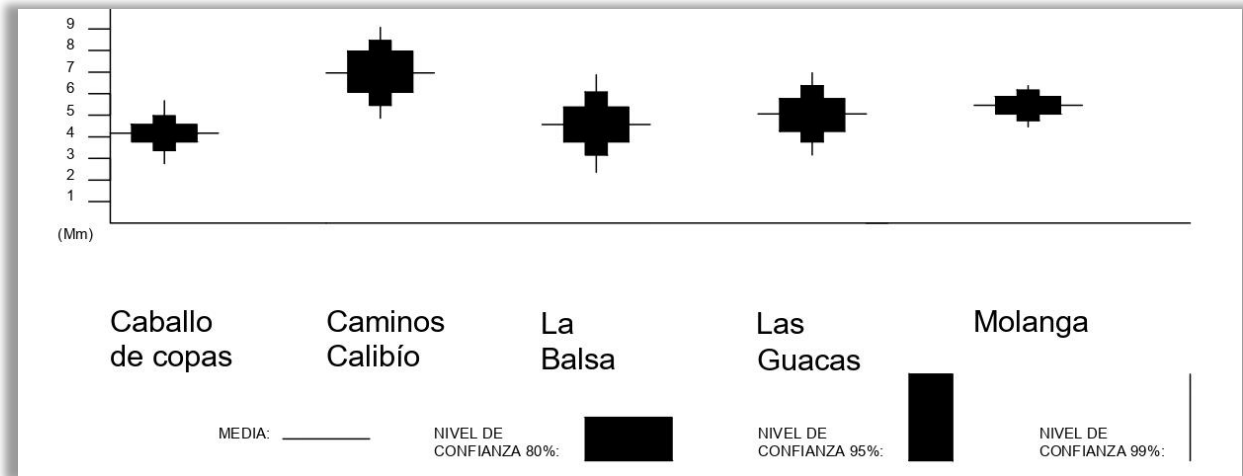 9
8
7
6
5
4
3
2
1
(Mm)
Caballo
de copas
Caminos
Calibío
La
Balsa
Las
Guacas
Molanga
MEDIA:
NIVEL DE
CONFIANZA 80%:
NIVEL DE
CONFIANZA 95%:
NIVEL DE
CONFIANZA 99%: